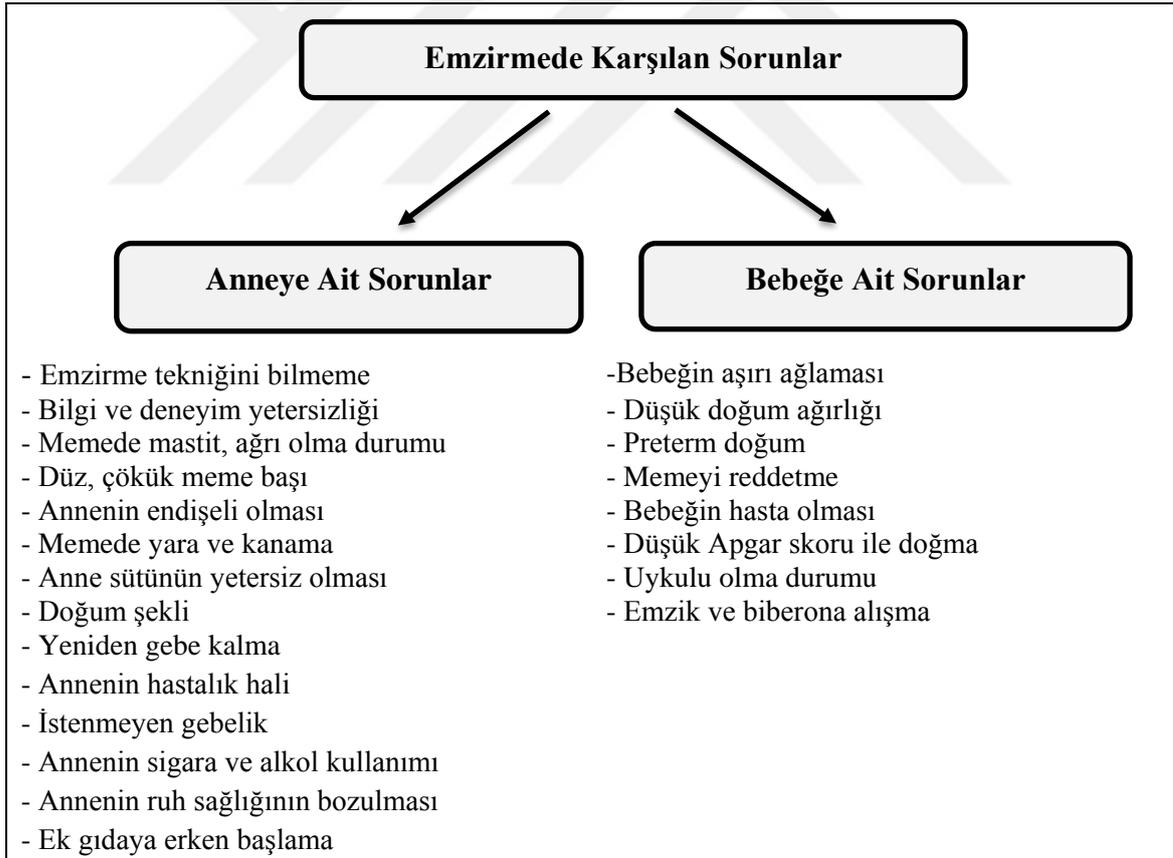 Emzirmede Karşılan Sorunlar
Anneye Ait Sorunlar
- Emzirme tekniğini bilmeme
- Bilgi ve deneyim yetersizliği
- Memede mastit, ağrı olma durumu
- Düz, çökük meme başı
- Annenin endişeli olması
- Memede yara ve kanama
- Anne sütünün yetersiz olması
- Doğum şekli
- Yeniden gebe kalma
- Annenin hastalık hali
- İstenmeyen gebelik
- Annenin sigara ve alkol kullanımı
- Annenin ruh sağlığının bozulması
- Ek gıdaya erken başlama
Bebeğe Ait Sorunlar
-Bebeğin aşırı ağlaması
- Düşük doğum ağırlığı
- Preterm doğum
- Memeyi reddetme
- Bebeğin hasta olması
- Düşük Apgar skoru ile doğma
- Uykulu olma durumu
- Emzik ve biberona alışma